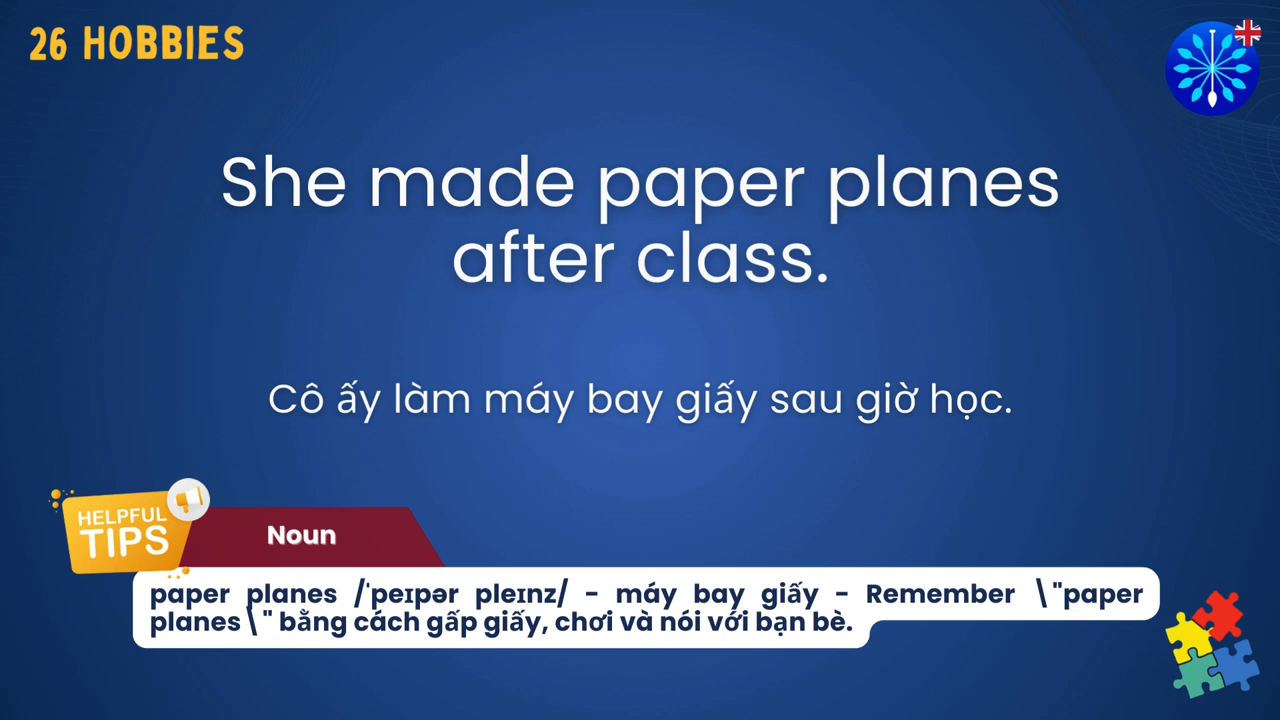 26 HOBBIES
She made paper planes
after class.
Cô ấy làm máy bay giấy sau giờ học.
HELPFUL
TIPS
Noun
paper planes /ˈpeɪpər pleɪnz/ - máy bay giấy - Remember \"paper
planes\" bằng cách gấp giấy, chơi và nói với bạn bè.